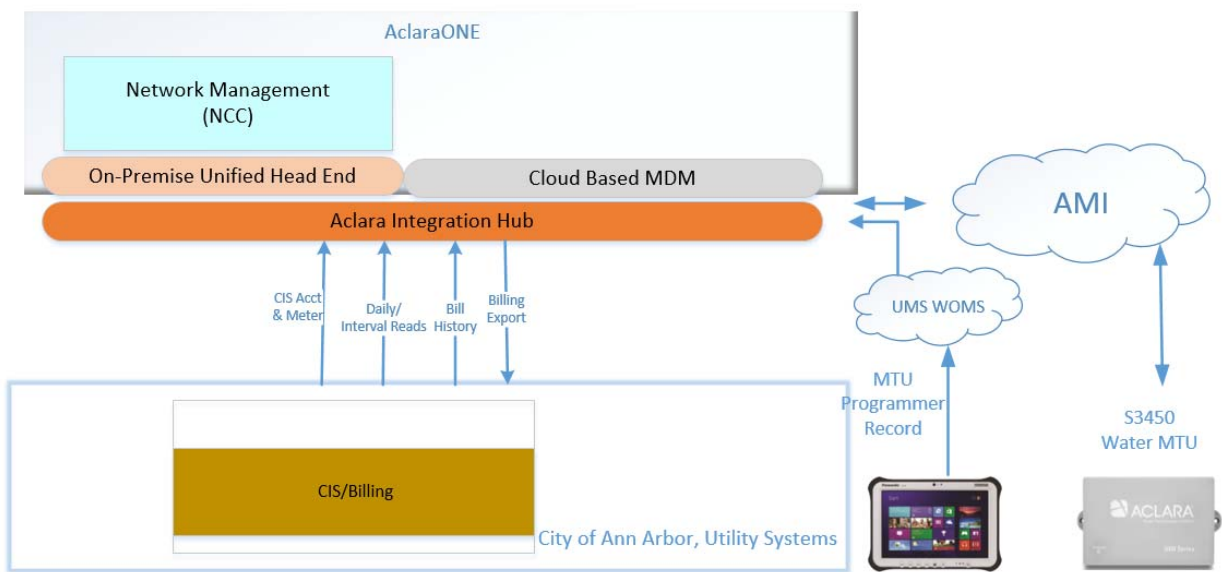 AclaraONE
Network Management
(NCC)
On-Premise Unified Head End
Cloud Based MDM
Aclara Integration Hub
AMI
CIS Acct
& Meter
Daily/
Interval Reads
Bill
History
Billing
Export
UMS WOMS
MTU
Programmer
Record
S3450
Water MTU
CIS/Billing
City of Ann Arbor, Utility Systems
ACLARA